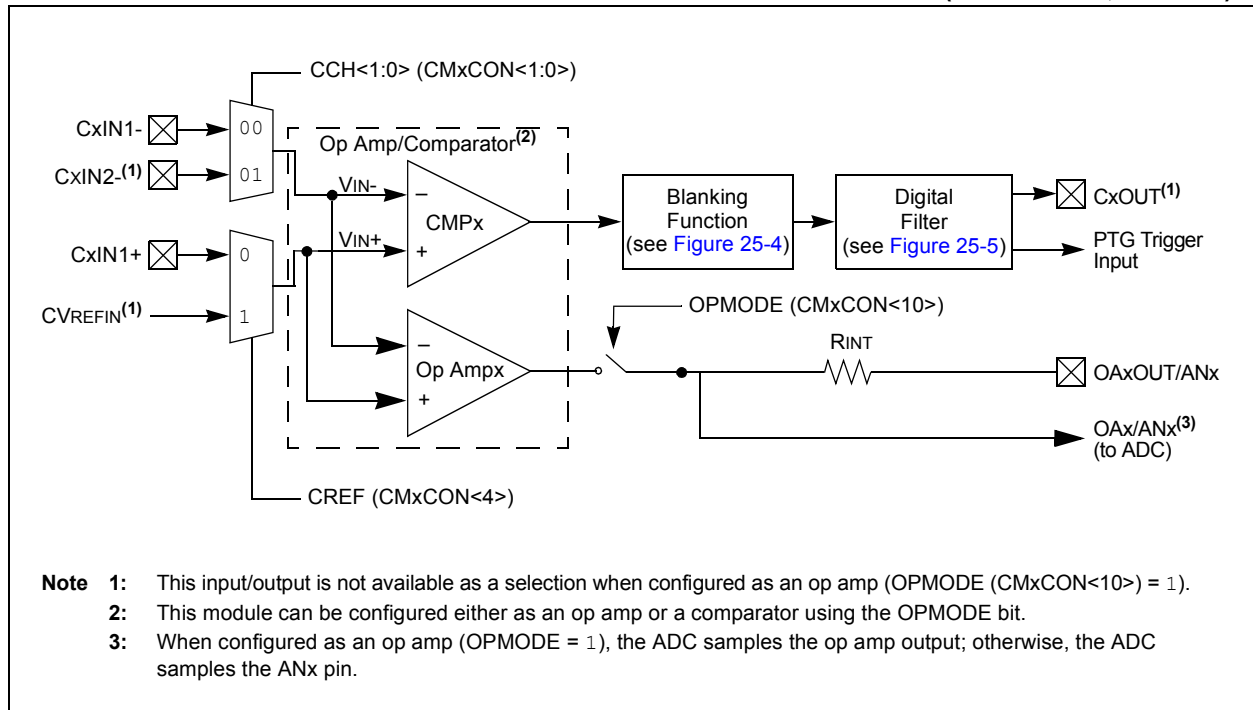 CCH<1:0> (CMxCON<1:0>)
CxIN1-
00
CxIN2-(1)
01
Op Amp/Comparator(2)
VIN-
–
CMPx
VIN+
+
Blanking
Function
(see Figure 25-4)
Digital
Filter
(see Figure 25-5)
CxOUT(1)
PTG Trigger
Input
CxIN1+
0
CVREFIN(1)
1
OPMODE (CMxCON<10>)
–
Op Ampx
+
RINT
OAxOUT/ANx
OAx/ANx(3)
(to ADC)
CREF (CMxCON<4>)
Note 1: This input/output is not available as a selection when configured as an op amp (OPMODE (CMxCON<10>) = 1).
2: This module can be configured either as an op amp or a comparator using the OPMODE bit.
3: When configured as an op amp (OPMODE = 1), the ADC samples the op amp output; otherwise, the ADC
samples the ANx pin.